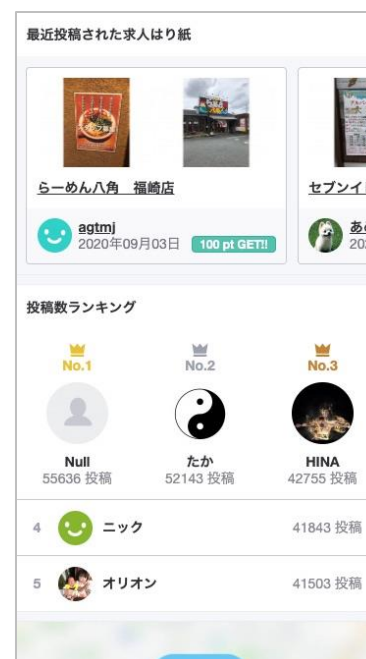 最近投稿された求人はり紙
らーめん八角 福崎店
agtmj
2020年09月03日 100 pt GET!!
セブンイ
あ
20
投稿数ランキング
No.1
No.2
No.3
Null
たか
HINA
55636 投稿
52143 投稿
42755 投稿
4 ニック 41843 投稿
5 オリオン 41503 投稿